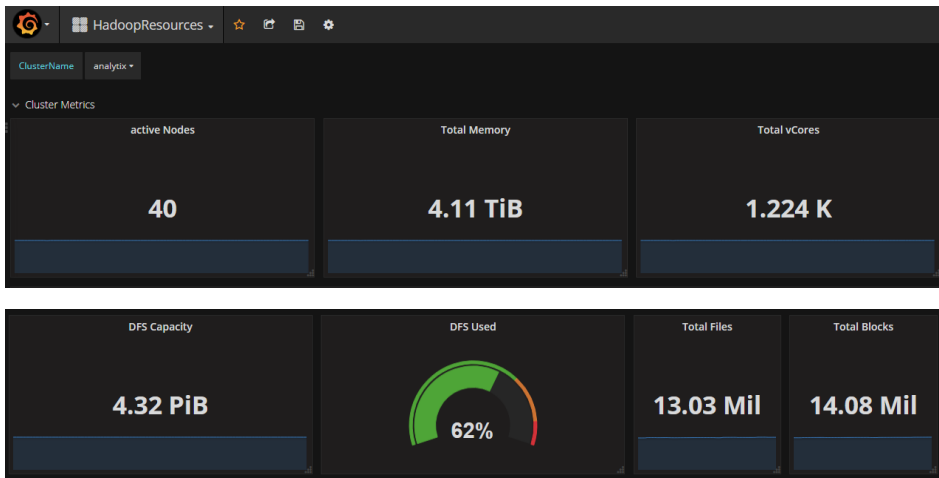 HadoopResources
ClusterName analytix
Cluster Metrics
active Nodes
40
Total Memory
4.11 TiB
Total vCores
1.224 K
DFS Capacity
4.32 PiB
DFS Used
62%
Total Files
13.03 Mil
Total Blocks
14.08 Mil